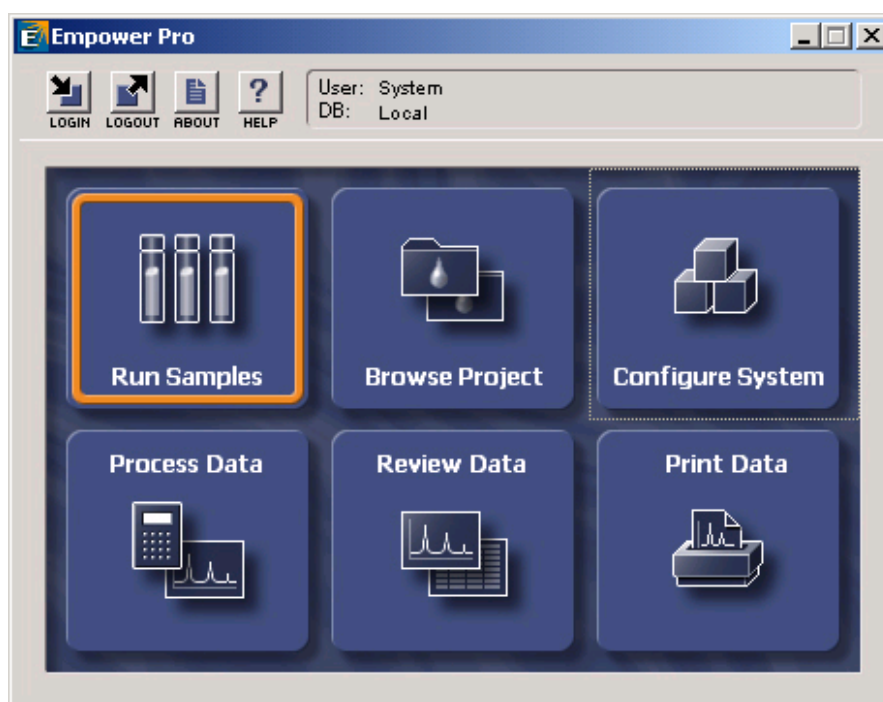 Empower Pro
LOGIN LOGOUT ABOUT HELP
User: System
DB: Local
Run Samples
Browse Project
Configure System
Process Data
Review Data
Print Data